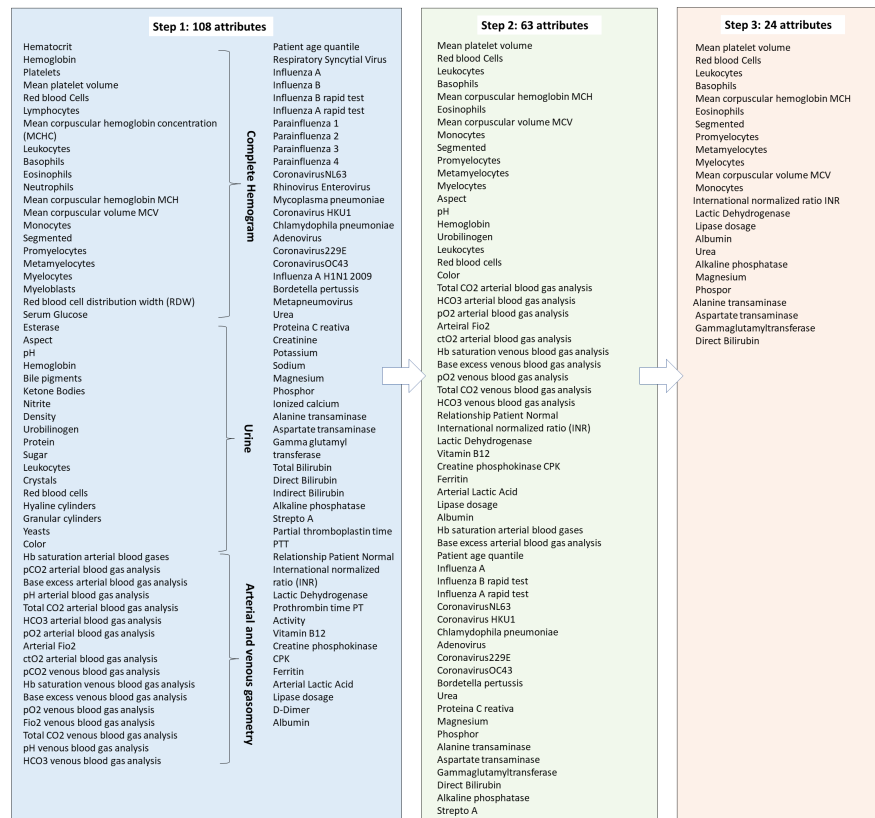 Step 1: 108 attributes
Hematocrit
Hemoglobin
Platelets
Mean platelet volume
Red blood Cells
Lymphocytes
Mean corpuscular hemoglobin concentration
(MCHC)
Leukocytes
Basophils
Eosinophils
Neutrophils
Mean corpuscular hemoglobin MCH
Mean corpuscular volume MCV
Monocytes
Segmented
Promyelocytes
Metamyelocytes
Myelocytes
Myeloblasts
Red blood cell distribution width (RDW)
Serum Glucose
Complete Hemogram
Esterase
Aspect
pH
Hemoglobin
Bile pigments
Ketone Bodies
Nitrite
Density
Urobilinogen
Protein
Sugar
Leukocytes
Crystals
Red blood cells
Hyaline cylinders
Granular cylinders
Yeasts
Color
Urine
Hb saturation arterial blood gases
pCO2 arterial blood gas analysis
Base excess arterial blood gas analysis
pH arterial blood gas analysis
Total CO2 arterial blood gas analysis
HCO3 arterial blood gas analysis
pO2 arterial blood gas analysis
Arterial Fio2
ctO2 arterial blood gas analysis
pCO2 venous blood gas analysis
Hb saturation venous blood gas analysis
Base excess venous blood gas analysis
pO2 venous blood gas analysis
Fio2 venous blood gas analysis
Total CO2 venous blood gas analysis
pH venous blood gas analysis
HCO3 venous blood gas analysis
Arterial and venous gasometry
Patient age quantile
Respiratory Syncytial Virus
Influenza A
Influenza B
Influenza B rapid test
Influenza A rapid test
Parainfluenza 1
Parainfluenza 2
Parainfluenza 3
Parainfluenza 4
CoronavirusNL63
Rhinovirus Enterovirus
Mycoplasma pneumoniae
Coronavirus HKU1
Chlamydophila pneumoniae
Adenovirus
Coronavirus229E
CoronavirusOC43
Influenza A H1N1 2009
Bordetella pertussis
Metapneumovirus
Urea
Proteina C reativa
Creatinine
Potassium
Sodium
Magnesium
Phosphor
Ionized calcium
Alanine transaminase
Aspartate transaminase
Gamma glutamyl
transferase
Total Bilirubin
Direct Bilirubin
Indirect Bilirubin
Alkaline phosphatase
Strepto A
Partial thromboplastin time
PTT
Relationship Patient Normal
International normalized
ratio (INR)
Lactic Dehydrogenase
Prothrombin time PT
Activity
Vitamin B12
Creatine phosphokinase
CPK
Ferritin
Arterial Lactic Acid
Lipase dosage
D-Dimer
Albumin
Step 2: 63 attributes
Mean platelet volume
Red blood Cells
Leukocytes
Basophils
Mean corpuscular hemoglobin MCH
Eosinophils
Mean corpuscular volume MCV
Monocytes
Segmented
Promyelocytes
Metamyelocytes
Myelocytes
Aspect
pH
Hemoglobin
Urobilinogen
Leukocytes
Red blood cells
Color
Total CO2 arterial blood gas analysis
HCO3 arterial blood gas analysis
pO2 arterial blood gas analysis
Arteiral Fio2
ctO2 arterial blood gas analysis
Hb saturation venous blood gas analysis
Base excess venous blood gas analysis
pO2 venous blood gas analysis
Total CO2 venous blood gas analysis
HCO3 venous blood gas analysis
Relationship Patient Normal
International normalized ratio (INR)
Lactic Dehydrogenase
Vitamin B12
Creatine phosphokinase CPK
Ferritin
Arterial Lactic Acid
Lipase dosage
Albumin
Hb saturation arterial blood gases
Base excess arterial blood gas analysis
Patient age quantile
Influenza A
Influenza B rapid test
Influenza A rapid test
CoronavirusNL63
Coronavirus HKU1
Chlamydophila pneumoniae
Adenovirus
Coronavirus229E
CoronavirusOC43
Bordetella pertussis
Urea
Proteina C reativa
Magnesium
Phosphor
Alanine transaminase
Aspartate transaminase
Gammaglutamyltransferase
Direct Bilirubin
Alkaline phosphatase
Strepto A
Step 3: 24 attributes
Mean platelet volume
Red blood Cells
Leukocytes
Basophils
Mean corpuscular hemoglobin MCH
Eosinophils
Segmented
Promyelocytes
Metamyelocytes
Myelocytes
Mean corpuscular volume MCV
Monocytes
International normalized ratio INR
Lactic Dehydrogenase
Lipase dosage
Albumin
Urea
Alkaline phosphatase
Magnesium
Phospor
Alanine transaminase
Aspartate transaminase
Gammaglutamyltransferase
Direct Bilirubin